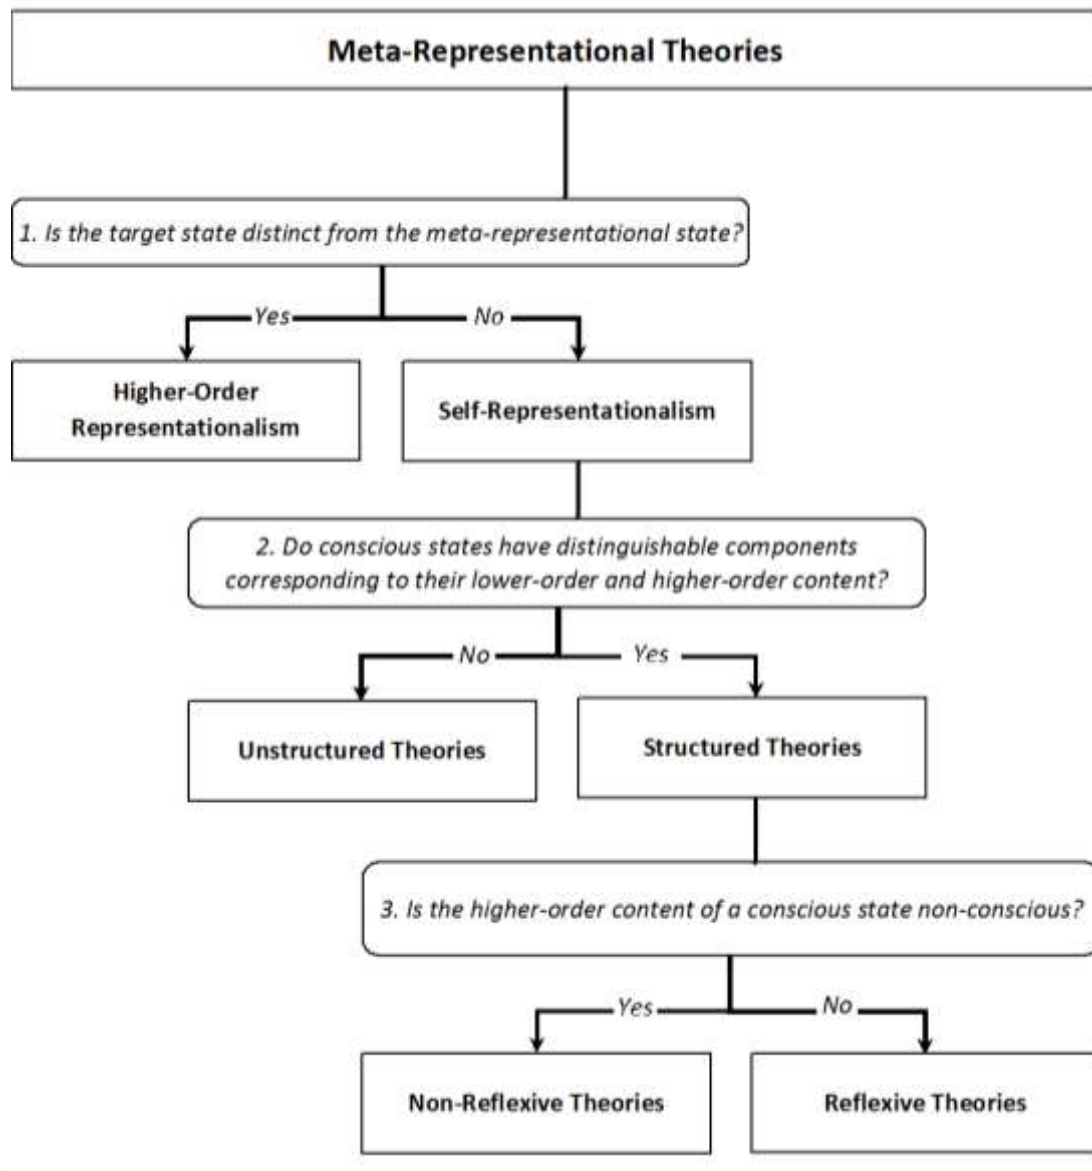 Meta-Representational Theories
1. Is the target state distinct from the meta-representational state?
Yes
No
Higher-Order
Representationalism
Self-Representationalism
2. Do conscious states have distinguishable components
corresponding to their lower-order and higher-order content?
No
Yes
Unstructured Theories
Structured Theories
3. Is the higher-order content of a conscious state non-conscious?
Yes
No
Non-Reflexive Theories
Reflexive Theories